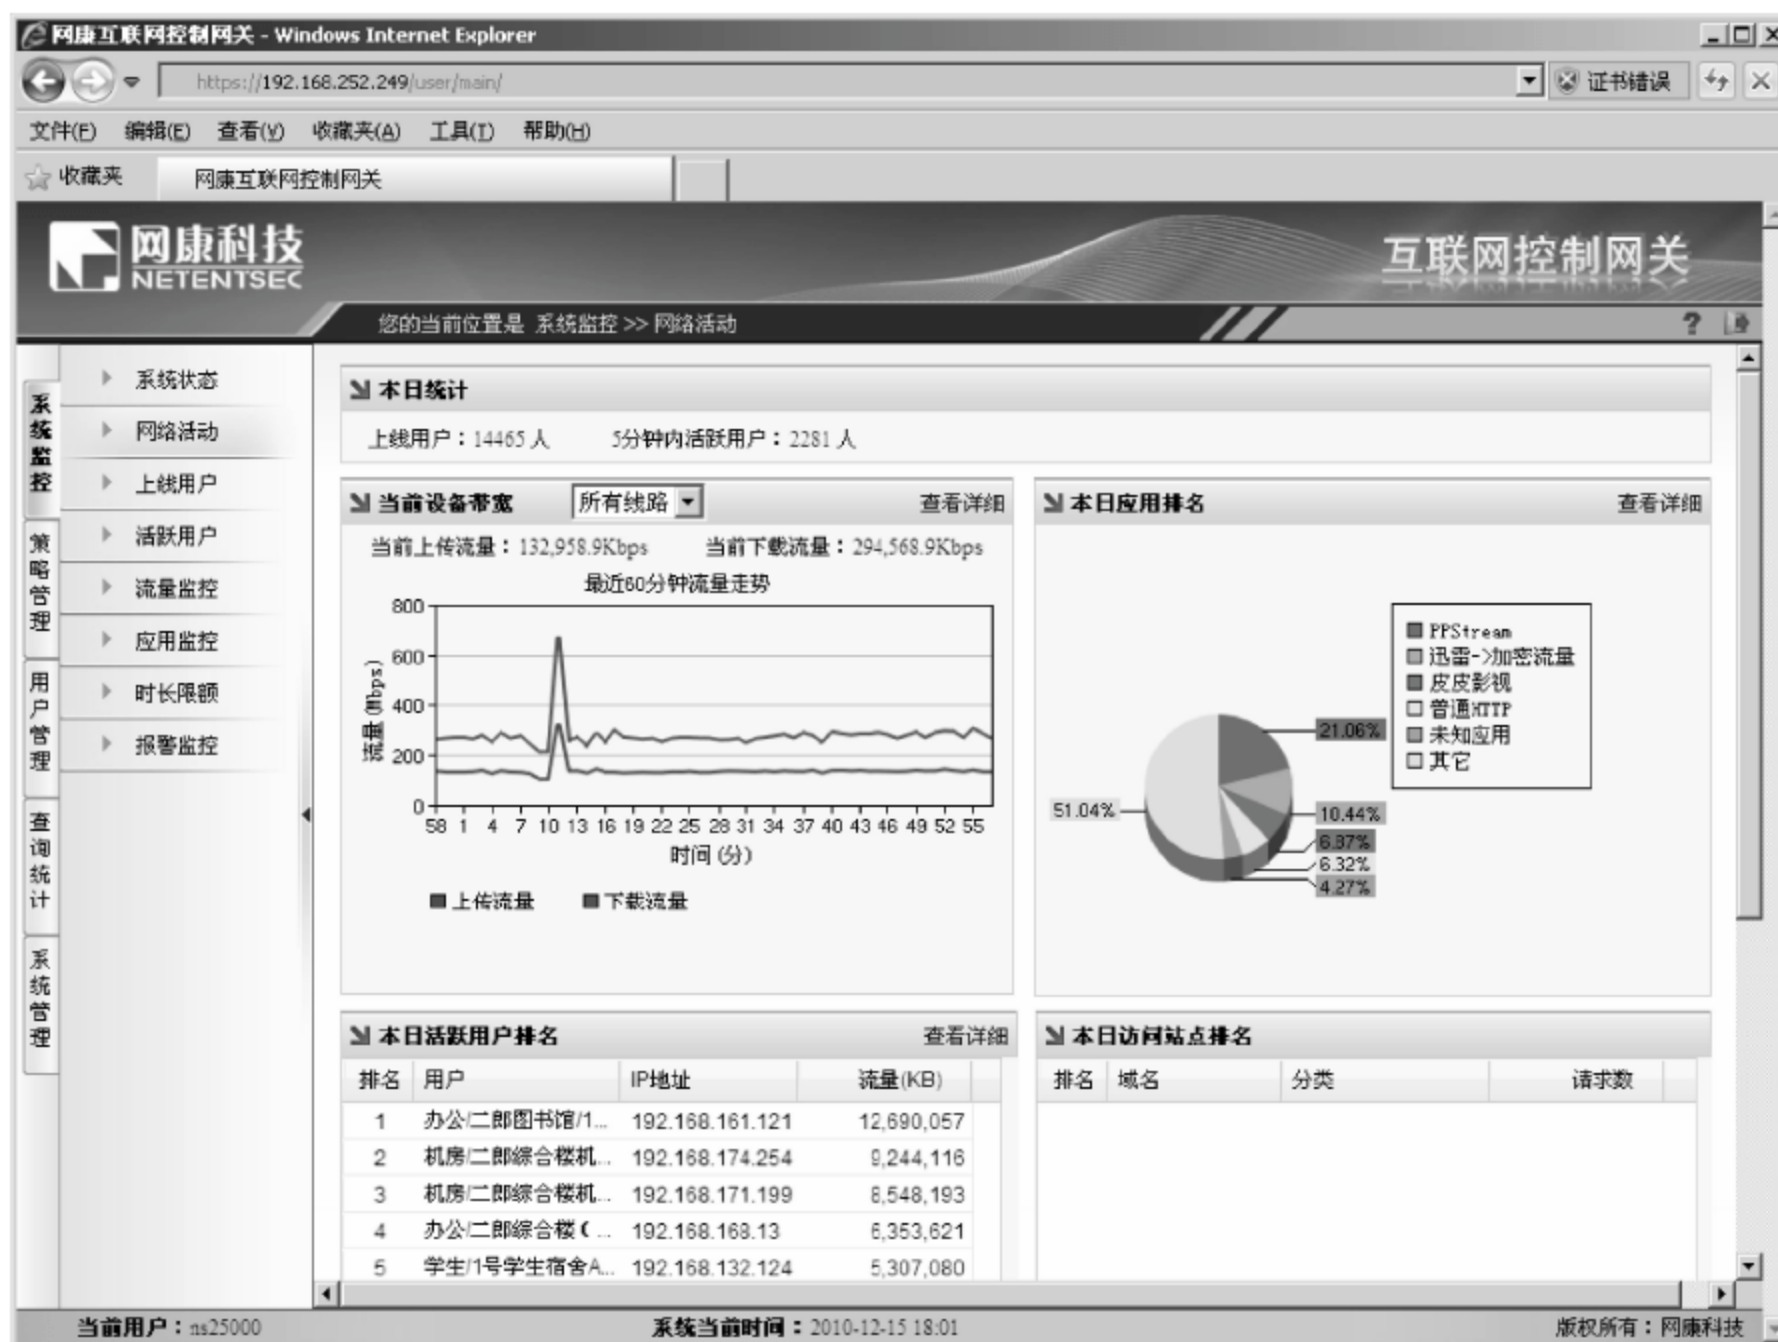 网康互联网控制网关 - Windows Internet Explorer
https://192.168.252.249/user/main/
证书错误
文件(F) 编辑(E) 查看(V) 收藏夹(A) 工具(T) 帮助(H)
收藏夹 网康互联网控制网关
网康科技
NETENTSEC
互联网控制网关
您的当前位置是 系统监控 >> 网络活动
系统监控
策略管理
用户管理
查询统计
系统管理
系统状态
网络活动
上线用户
活跃用户
流量监控
应用监控
时长限额
报警监控
本日统计
上线用户：14465 人 5分钟内活跃用户：2281 人
当前设备带宽 所有线路 查看详细
当前上传流量：132,958.9Kbps 当前下载流量：294,568.9Kbps
最近60分钟流量走势
流量 (Mbps)
800
600
400
200
0
58 1 4 7 10 13 16 19 22 25 28 31 34 37 40 43 46 49 52 55
时间 (分)
上传流量 下载流量
本日应用排名 查看详细
PPStream
迅雷->加密流量
皮皮影视
普通HTTP
未知应用
其它
21.06%
51.04%
10.44%
6.87%
6.32%
4.27%
本日活跃用户排名 查看详细
排名 用户 IP地址 流量(KB)
1 办公/二郎图书馆/1... 192.168.161.121 12,690,057
2 机房/二郎综合楼机... 192.168.174.254 9,244,116
3 机房/二郎综合楼机... 192.168.171.199 8,548,193
4 办公/二郎综合楼（ ... 192.168.168.13 6,353,621
5 学生/1号学生宿舍A... 192.168.132.124 5,307,080
本日访问站点排名
排名 域名 分类 请求数
当前用户：ns25000 系统当前时间：2010-12-15 18:01 版权所有：网康科技